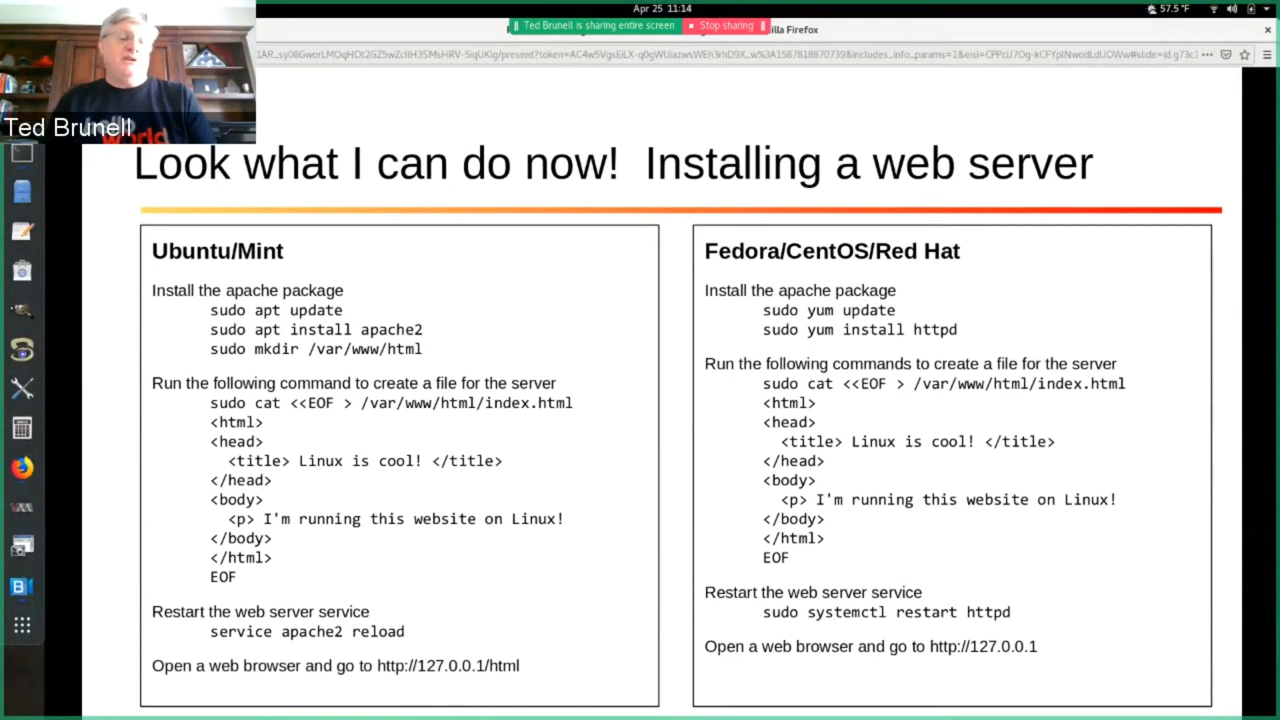 Apr 25 11:14
57.5 °F
Ted Brunell is sharing entire screen
Stop sharing
illa Firefox
Ted Brunell
world
Look what I can do now! Installing a web server
Ubuntu/Mint
Install the apache package
sudo apt update
sudo apt install apache2
sudo mkdir /var/www/html
Run the following command to create a file for the server
sudo cat <<EOF > /var/www/html/index.html
<html>
<head>
<title> Linux is cool! </title>
</head>
<body>
<p> I'm running this website on Linux!
</body>
</html>
EOF
Restart the web server service
service apache2 reload
Open a web browser and go to http://127.0.0.1/html
Fedora/CentOS/Red Hat
Install the apache package
sudo yum update
sudo yum install httpd
Run the following commands to create a file for the server
sudo cat <<EOF > /var/www/html/index.html
<html>
<head>
<title> Linux is cool! </title>
</head>
<body>
<p> I'm running this website on Linux!
</body>
</html>
EOF
Restart the web server service
sudo systemctl restart httpd
Open a web browser and go to http://127.0.0.1